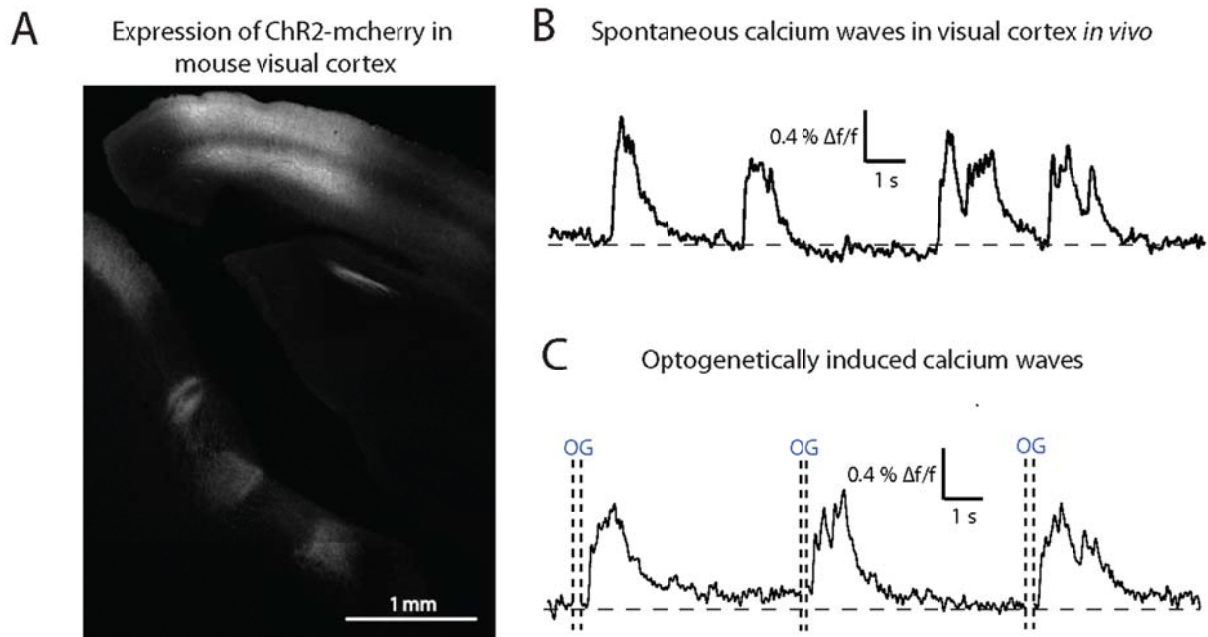 A
Expression of ChR2-mcherry in
mouse visual cortex
1 mm
B
Spontaneous calcium waves in visual cortex in vivo
0.4 % Δf/f
1 s
C
Optogenetically induced calcium waves
OG
OG
OG
0.4 % Δf/f
1 s